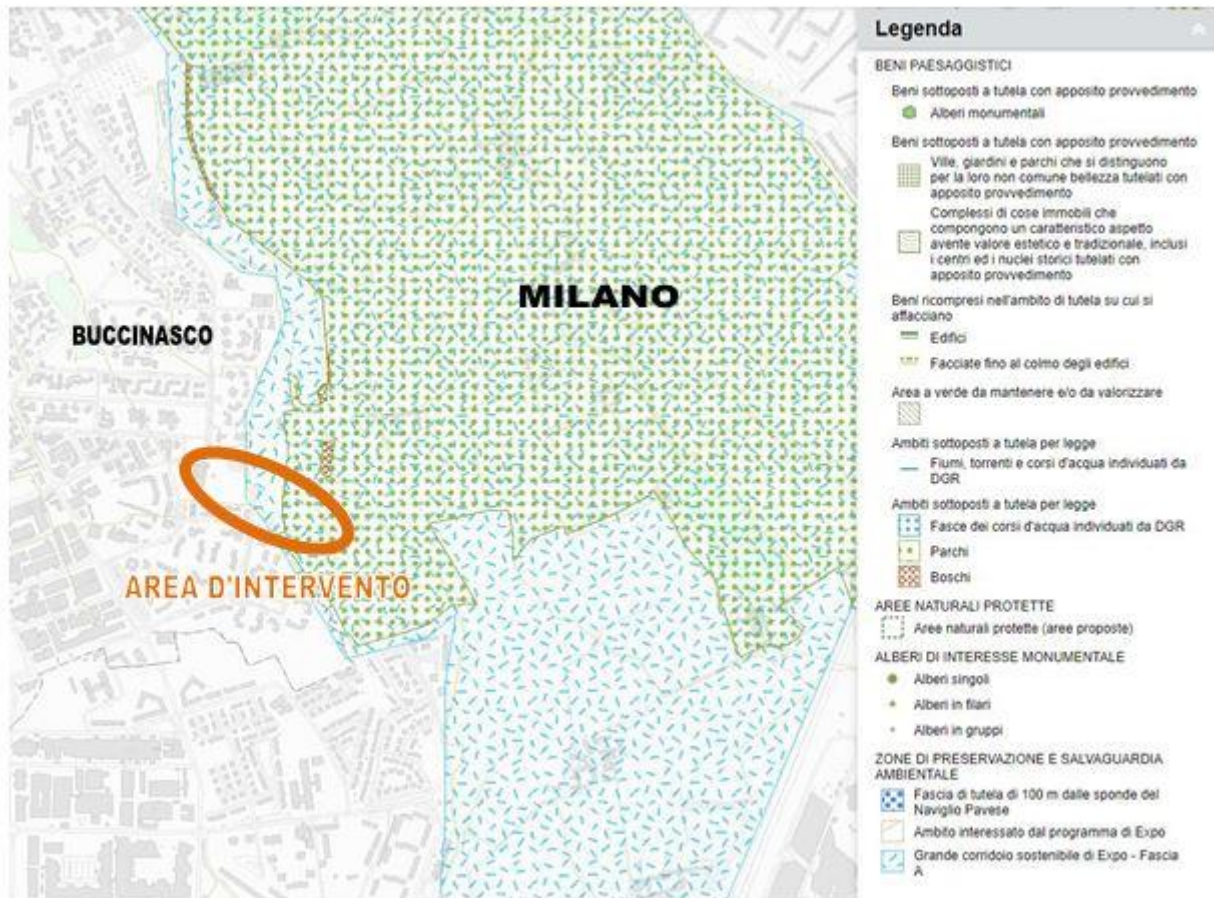 BUCCINASCO
MILANO
AREA D'INTERVENTO
Legenda
BENI PAESAGGISTICI
Beni sottoposti a tutela con apposito provvedimento
Alberi monumentali
Beni sottoposti a tutela con apposito provvedimento
Ville, giardini e parchi che si distinguono
per la loro non comune bellezza tutelati con
apposito provvedimento
Complessi di cose immobili che
compongono un caratteristico aspetto
avente valore estetico e tradizionale, inclusi
i centri ed i nuclei storici tutelati con
apposito provvedimento
Beni ricompresi nell'ambito di tutela su cui si
affacciano
Edifici
Facciate fino al colmo degli edifici
Area a verde da mantenere e/o da valorizzare
Ambiti sottoposti a tutela per legge
Fiumi, torrenti e corsi d'acqua individuati da
DGR
Ambiti sottoposti a tutela per legge
Fasce dei corsi d'acqua individuati da DGR
Parchi
Boschi
AREE NATURALI PROTETTE
Aree naturali protette (aree proposte)
ALBERI DI INTERESSE MONUMENTALE
Alberi singoli
Alberi in filari
Alberi in gruppi
ZONE DI PRESERVAZIONE E SALVAGUARDIA
AMBIENTALE
Fascia di tutela di 100 m dalle sponde del
Naviglio Pavese
Ambito interessato dal programma di Expo
Grande corridoio sostenibile di Expo - Fascia
A